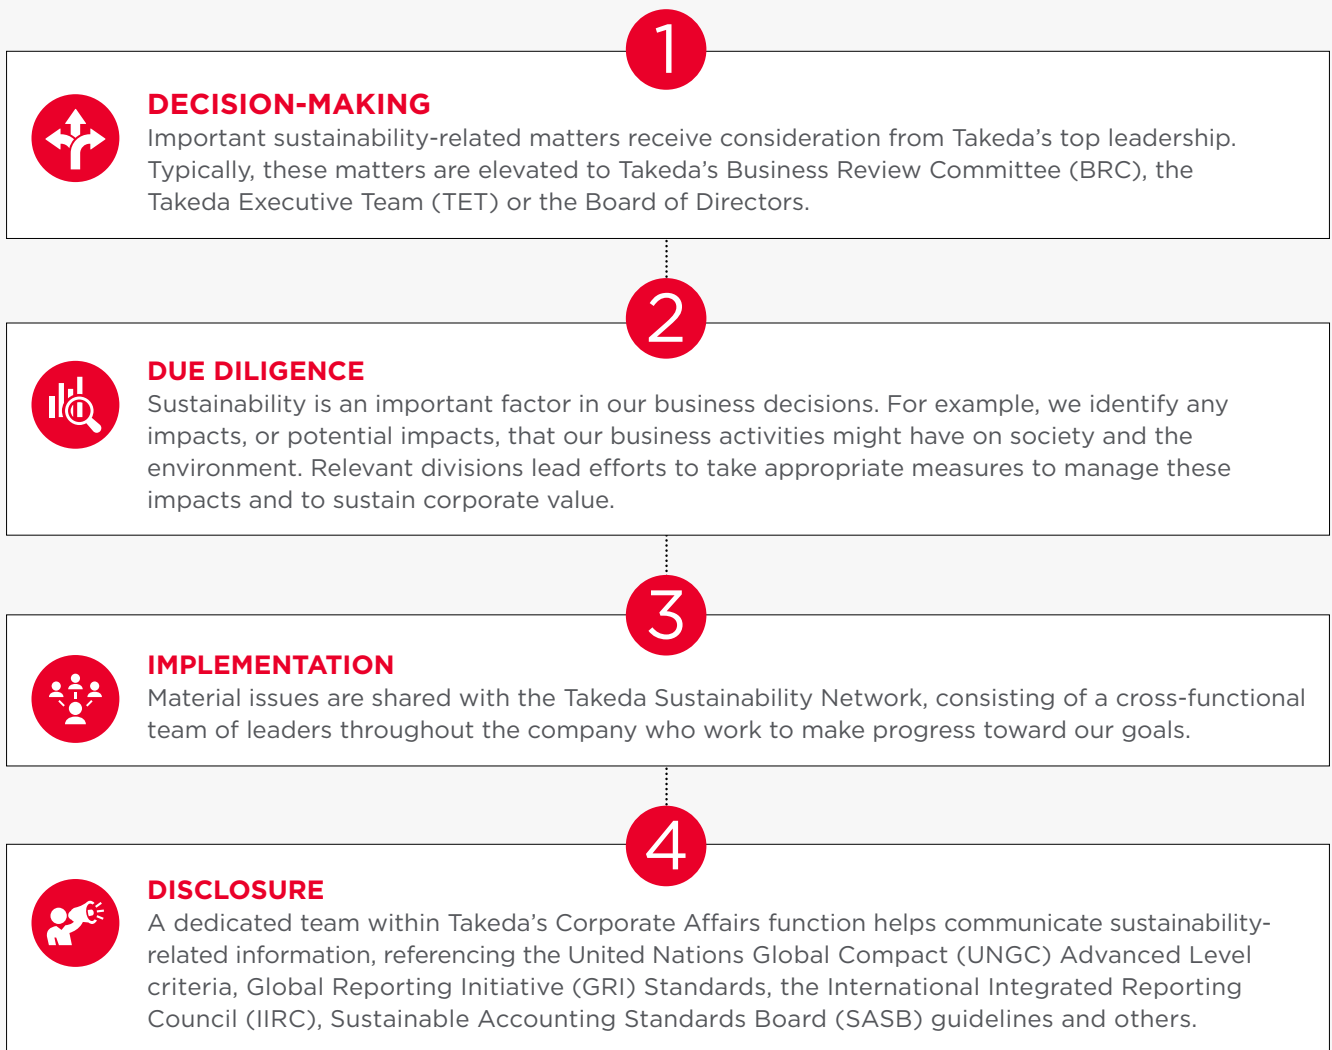 1
DECISION-MAKING
Important sustainability-related matters receive consideration from Takeda’s top leadership.
Typically, these matters are elevated to Takeda’s Business Review Committee (BRC), the
Takeda Executive Team (TET) or the Board of Directors.
2
DUE DILIGENCE
Sustainability is an important factor in our business decisions. For example, we identify any
impacts, or potential impacts, that our business activities might have on society and the
environment. Relevant divisions lead efforts to take appropriate measures to manage these
impacts and to sustain corporate value.
3
IMPLEMENTATION
Material issues are shared with the Takeda Sustainability Network, consisting of a cross-functional
team of leaders throughout the company who work to make progress toward our goals.
4
DISCLOSURE
A dedicated team within Takeda’s Corporate Affairs function helps communicate sustainability-
related information, referencing the United Nations Global Compact (UNGC) Advanced Level
criteria, Global Reporting Initiative (GRI) Standards, the International Integrated Reporting
Council (IIRC), Sustainable Accounting Standards Board (SASB) guidelines and others.